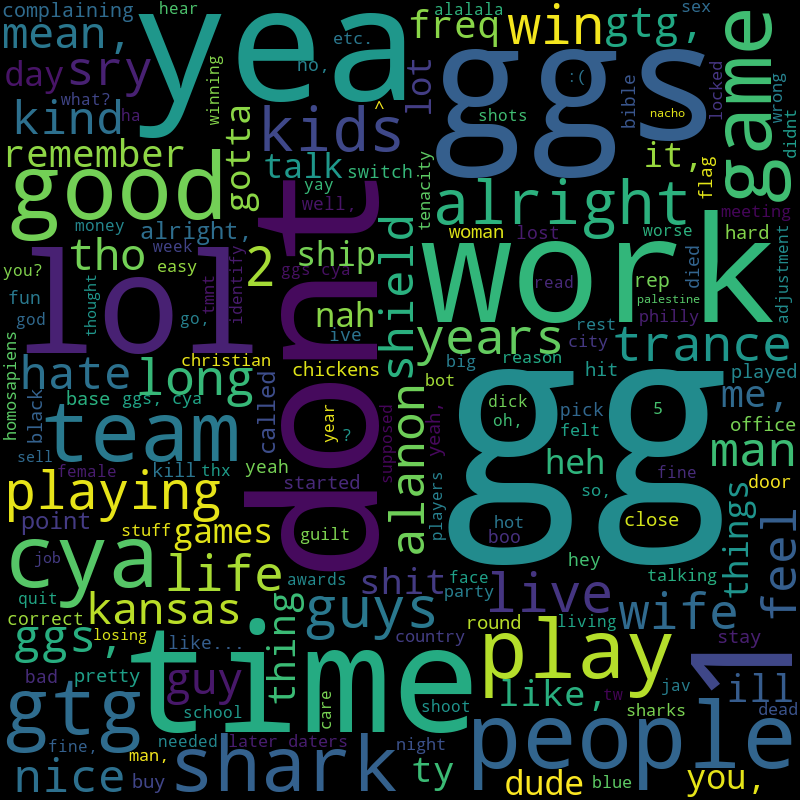 complaining
hear
yea
alalala
sex
mean,
etc.
freq
win
gtg,
game
day
sry
no,
lot
ggs
:(
bible
locked
wrong
what?
ha
winning
^
nacho
kind
kids
shots
didnt
remember
gotta
talk
switch
tenacity
it,
flag
good
yay
well,
alright
meeting
money
alright,
dont
woman
lost
work
worse
hard
tho
week
2
ship
shield
died
adjustment
you?
easy
ggs cya
read
rep
lol
tmnt
identify
fun
thought
nah
palestine
god
go,
ive
years
rest
city
philly
trance
homosapiens
christian
big
reason
hit
played
hate
long
chickens
bot
gg
me,
base
ggs, cya
called
alanon
dick
pick
5
office
black
team
year
?
supposed
yeah,
oh,
felt
man
sell
female
kill
thx
yeah
players
heh
fine
door
playing
started
so,
things
feel
point
stuff
games
guilt
hot
boo
close
cya
job
life
hey
quit
awards
shit
face
live
talking
correct
kansas
thing
guys
party
wife
living
losing
ggs,
like...
country
round
play
stay
1
time
bad
pretty
guy
care
like,
jav
tw
ill
gtg
school
shoot
sharks
dead
fine,
needed
later daters
night
people
man,
nice
buy
shark
ty
dude
blue
you,